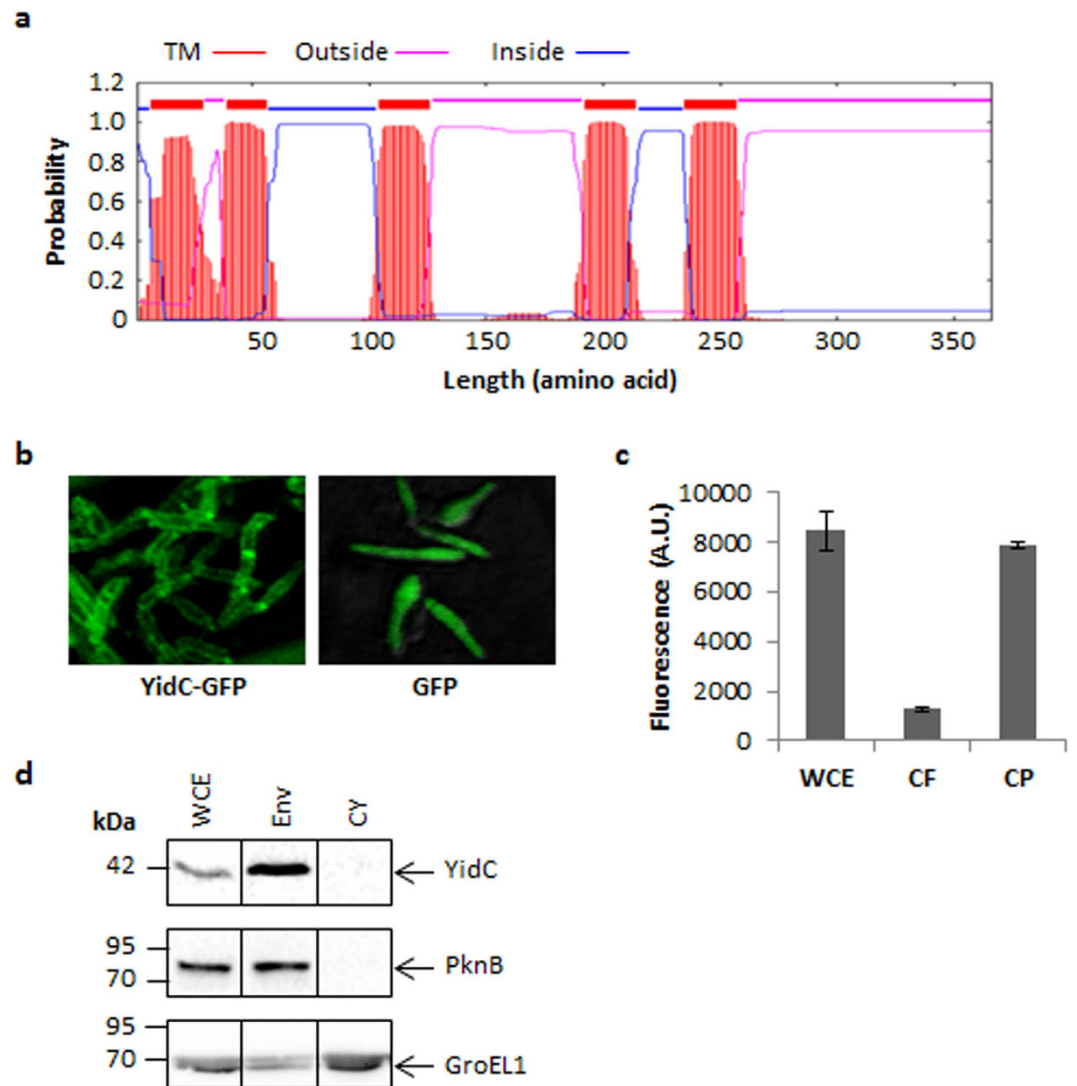 a
TM Outside Inside
1.2
1.0
0.8
0.6
0.4
0.2
0
Probability
50 100 150 200 250 300 350
Length (amino acid)
b
YidC-GFP GFP
c
10000
8000
6000
4000
2000
0
Fluorescence (A.U.)
WCE CF CP
d
kDa WCE Env CY
42 YidC
95
70 PknB
95
70 GroEL1